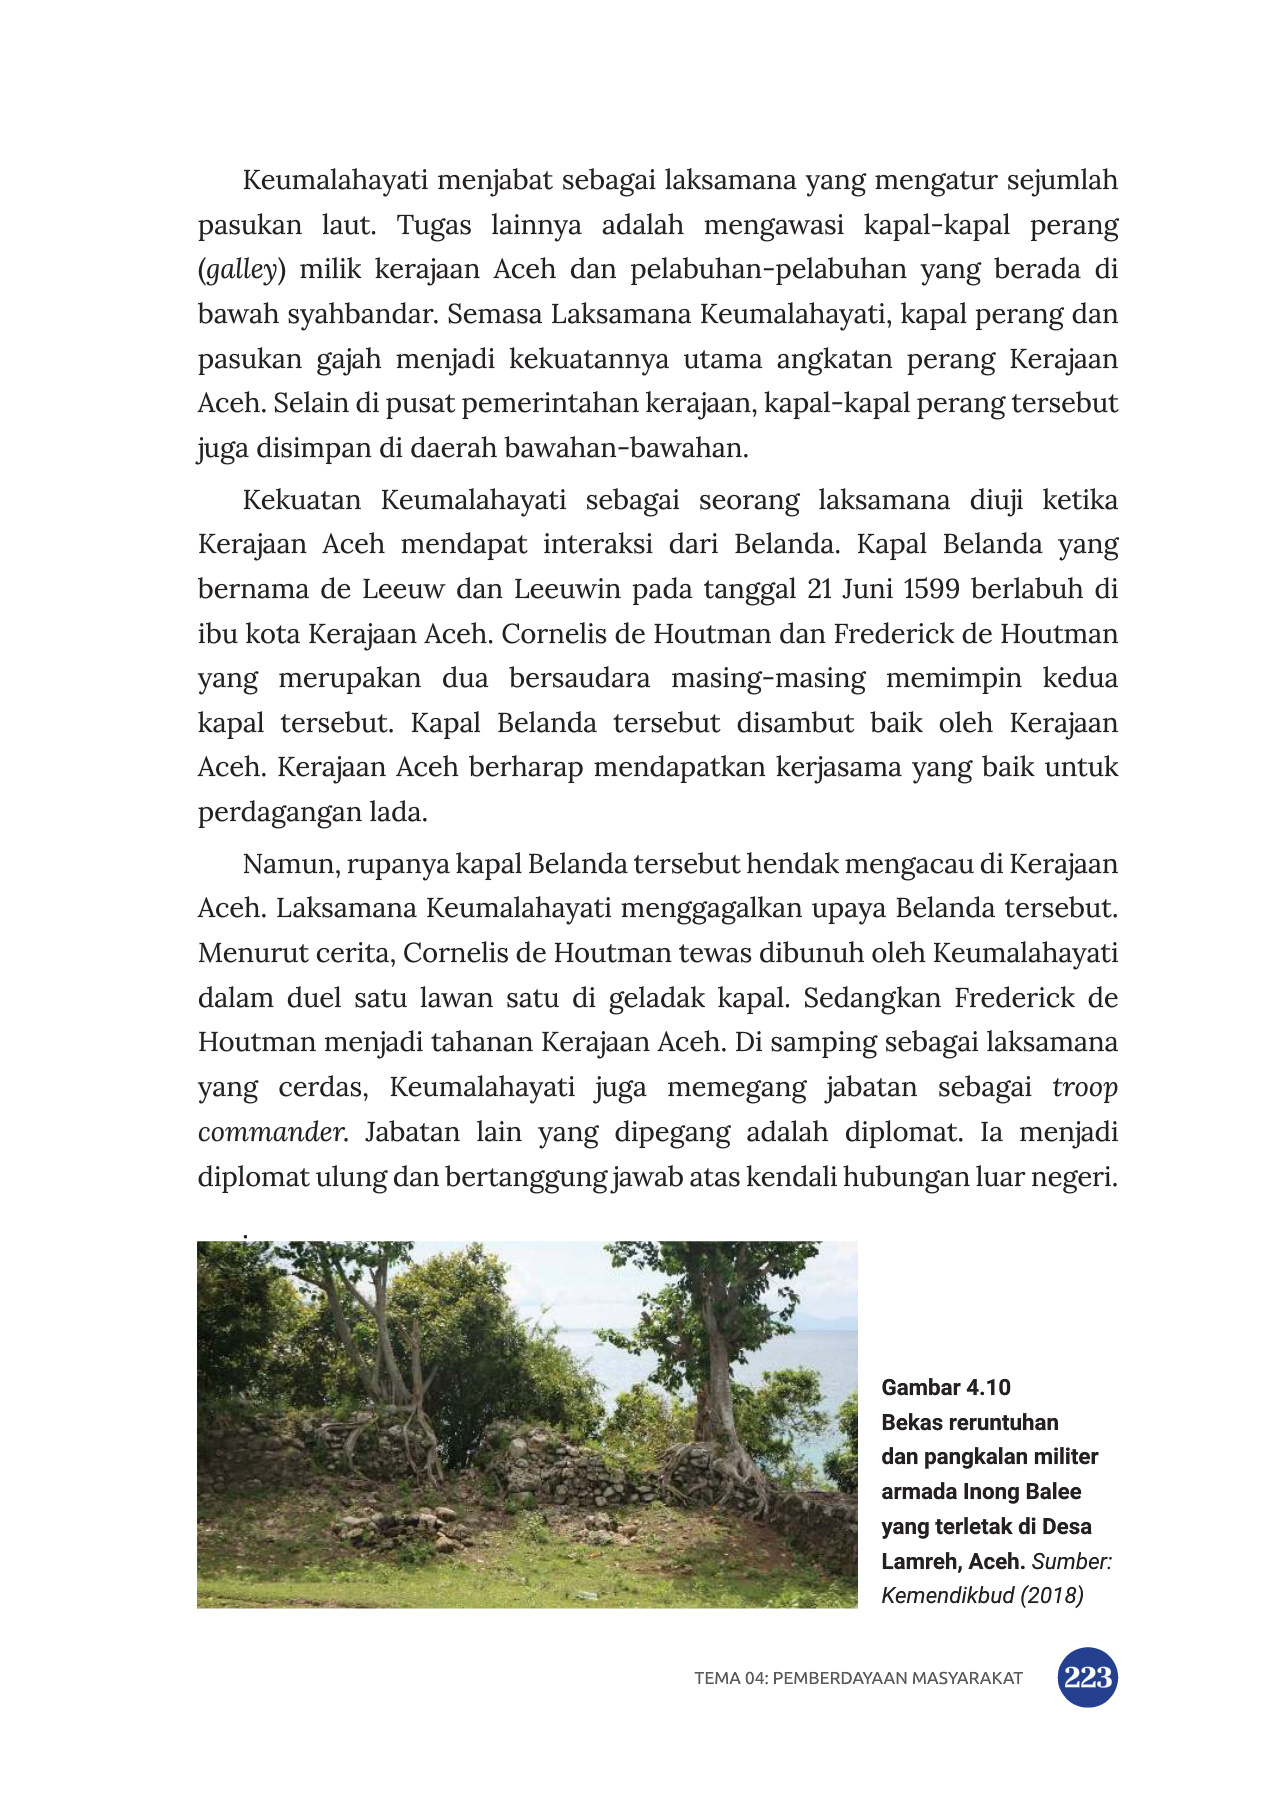 Keumalahayati menjabat sebagai laksamana yang mengatur sejumlah
pasukan laut. Tugas lainnya adalah mengawasi kapal-kapal perang
(galley) milik kerajaan Aceh dan pelabuhan-pelabuhan yang berada di
bawah syahbandar. Semasa Laksamana Keumalahayati, kapal perang dan
pasukan gajah menjadi kekuatannya utama angkatan perang Kerajaan
Aceh. Selain di pusat pemerintahan kerajaan, kapal-kapal perang tersebut
juga disimpan di daerah bawahan-bawahan.
Kekuatan Keumalahayati sebagai seorang laksamana diuji ketika
Kerajaan Aceh mendapat interaksi dari Belanda. Kapal Belanda yang
bernama de Leeuw dan Leeuwin pada tanggal 21 Juni 1599 berlabuh di
ibu kota Kerajaan Aceh. Cornelis de Houtman dan Frederick de Houtman
yang merupakan dua bersaudara masing-masing memimpin kedua
kapal tersebut. Kapal Belanda tersebut disambut baik oleh Kerajaan
Aceh. Kerajaan Aceh berharap mendapatkan kerjasama yang baik untuk
perdagangan lada.
Namun, rupanya kapal Belanda tersebut hendak mengacau di Kerajaan
Aceh. Laksamana Keumalahayati menggagalkan upaya Belanda tersebut.
Menurut cerita, Cornelis de Houtman tewas dibunuh oleh Keumalahayati
dalam duel satu lawan satu di geladak kapal. Sedangkan Frederick de
Houtman menjadi tahanan Kerajaan Aceh. Di samping sebagai laksamana
yang cerdas, Keumalahayati juga memegang jabatan sebagai troop
commander. Jabatan lain yang dipegang adalah diplomat. Ia menjadi
diplomat ulung dan bertanggung jawab atas kendali hubungan luar negeri.
.
Gambar 4.10
Bekas reruntuhan
dan pangkalan militer
armada Inong Balee
yang terletak di Desa
Lamreh, Aceh. Sumber:
Kemendikbud (2018)
TEMA 04: PEMBERDAYAAN MASYARAKAT 223